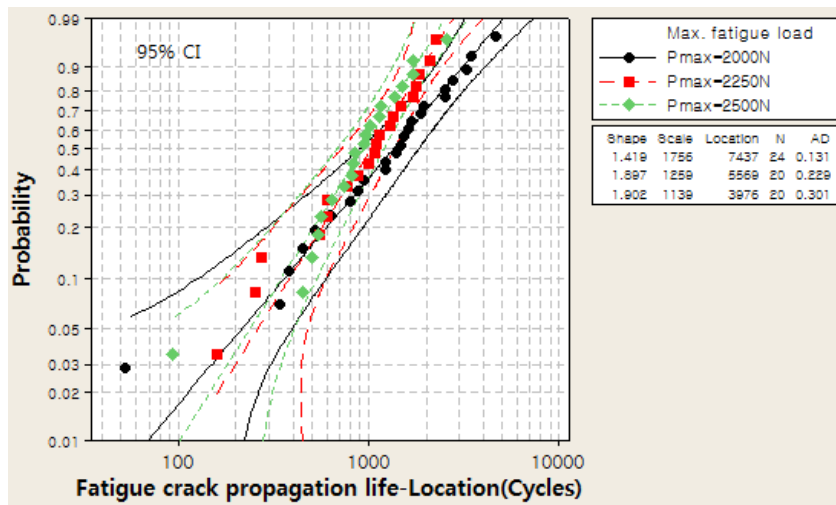 0.99
95% CI
0.9
0.8
0.7
0.6
0.5
0.4
0.3
0.2
0.1
0.05
0.03
0.02
0.01
Probability
100
1000
10000
Fatigue crack propagation life-Location(Cycles)
Max. fatigue load
Pmax-2000N
Pmax-2250N
Pmax-2500N
Shape Scale Location N AD
1.419 1756 7437 24 0.131
1.897 1259 5569 20 0.229
1.902 1139 3976 20 0.301